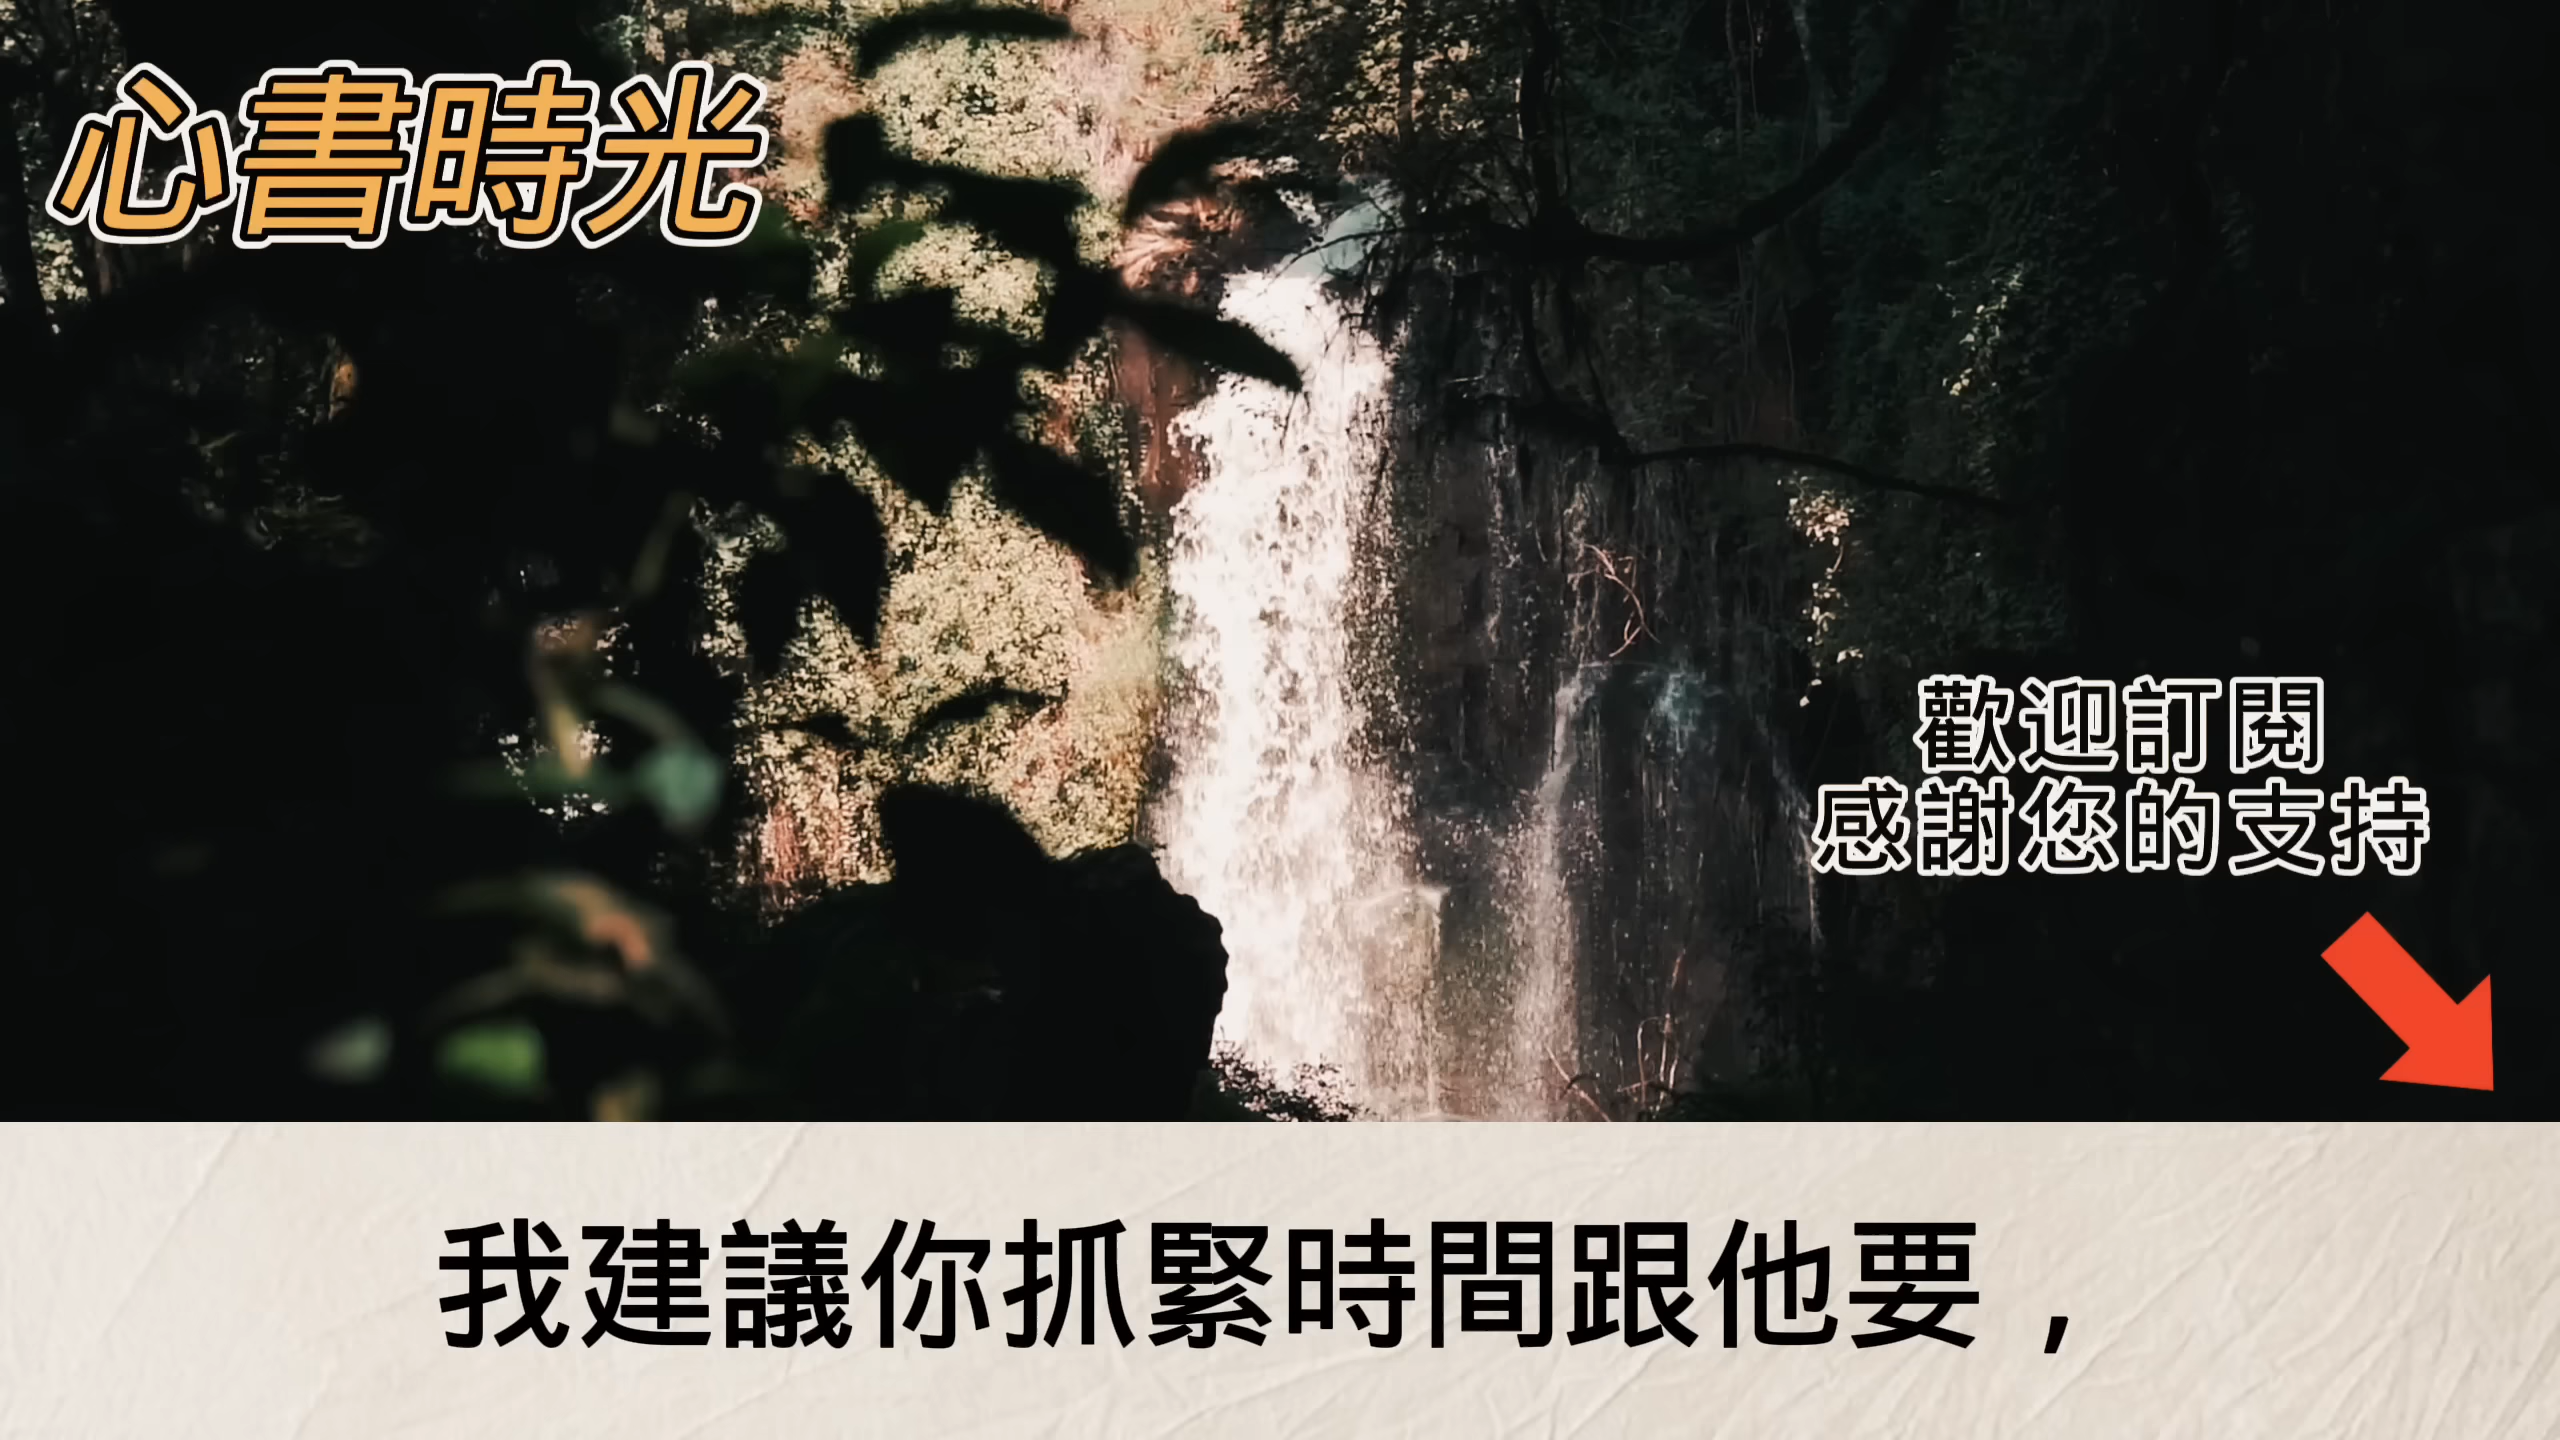 心書時光
歡迎訂閱
感謝您的支持
我建議你抓緊時間跟他要，